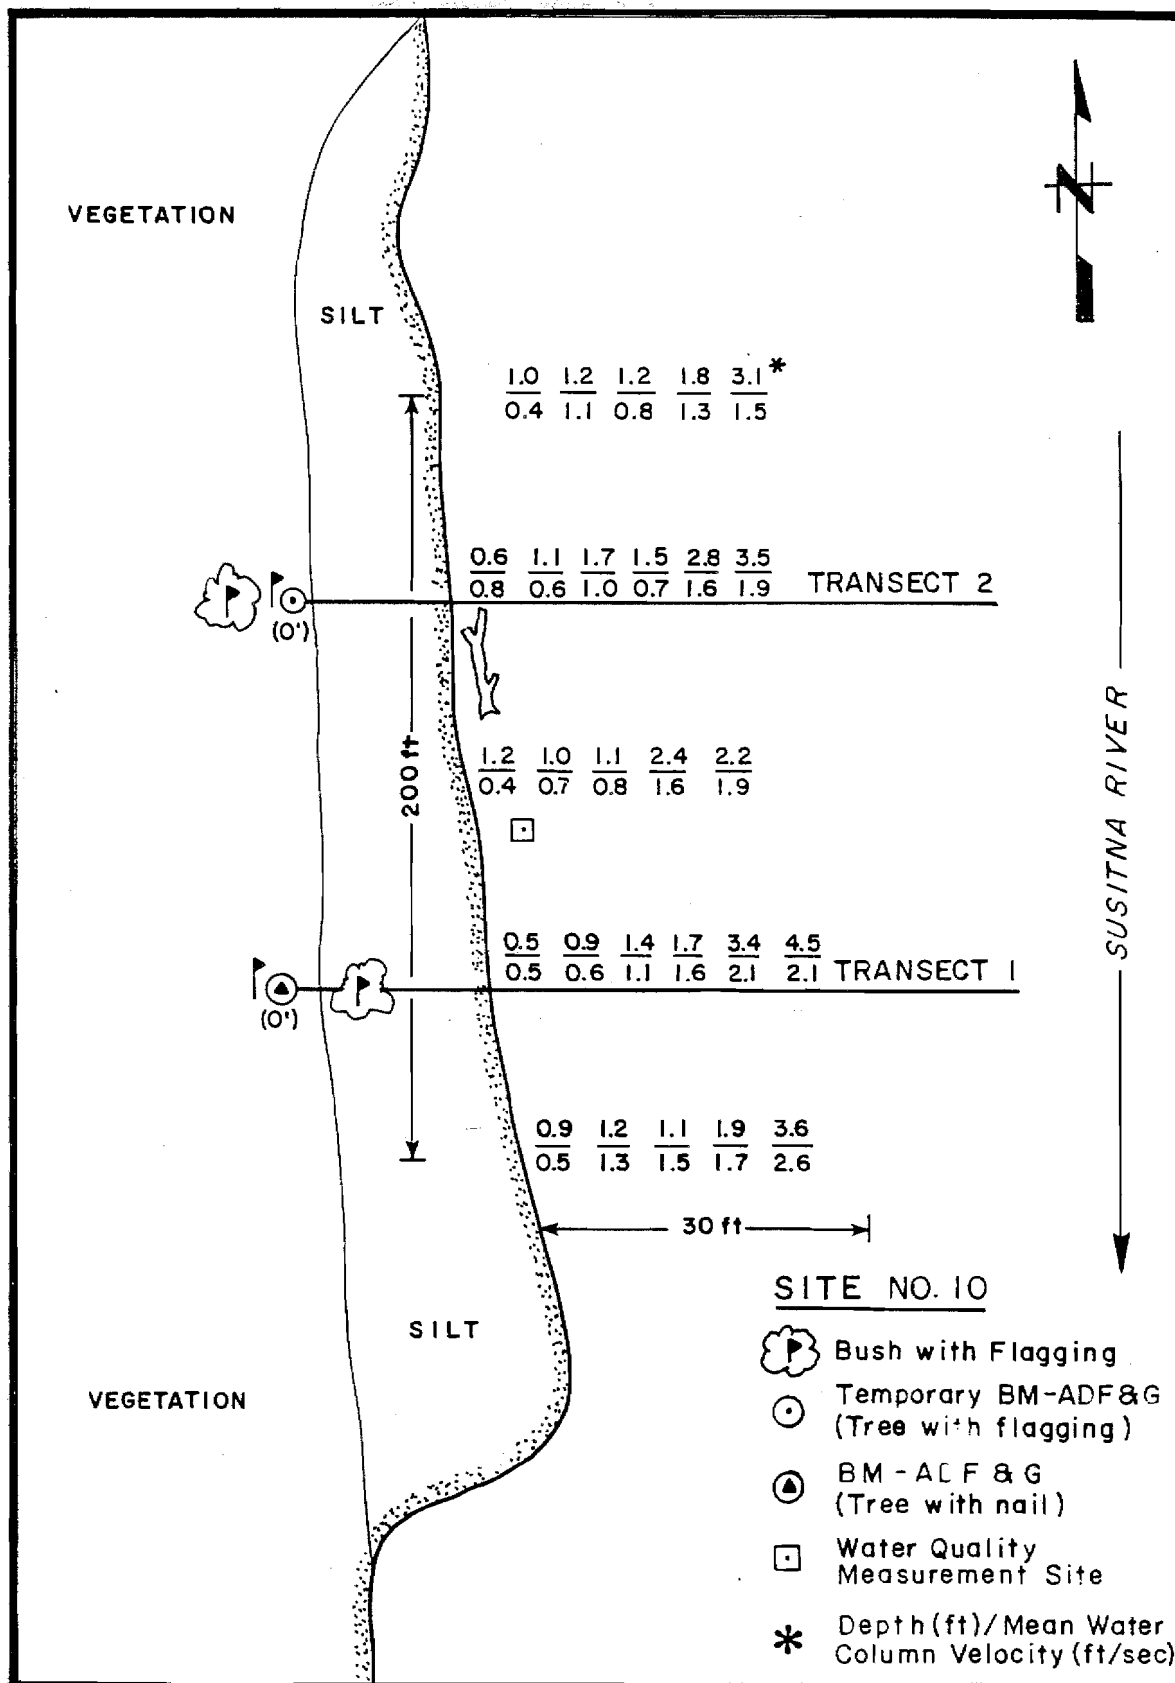 VEGETATION
N
SILT
1.0 1.2 1.2 1.8 3.1*
0.4 1.1 0.8 1.3 1.5
0.6 1.1 1.7 1.5 2.8 3.5
0.8 0.6 1.0 0.7 1.6 1.9
TRANSECT 2
(0')
200 ft
1.2 1.0 1.1 2.4 2.2
0.4 0.7 0.8 1.6 1.9
SUSITNA RIVER
0.5 0.9 1.4 1.7 3.4 4.5
0.5 0.6 1.1 1.6 2.1 2.1
TRANSECT 1
(0')
0.9 1.2 1.1 1.9 3.6
0.5 1.3 1.5 1.7 2.6
30 ft
SILT
VEGETATION
SITE NO. 10
Bush with Flagging
Temporary BM-ADF&G
(Tree with flagging)
BM-ADF&G
(Tree with nail)
Water Quality
Measurement Site
* Depth (ft)/Mean Water
Column Velocity (ft/sec)